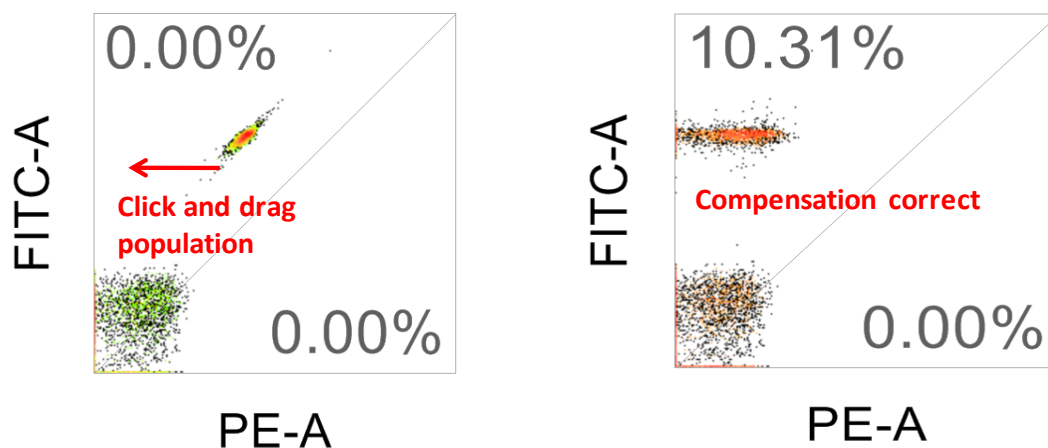 0.00%
FITC-A
Click and drag
population
0.00%
PE-A
10.31%
FITC-A
Compensation correct
0.00%
PE-A